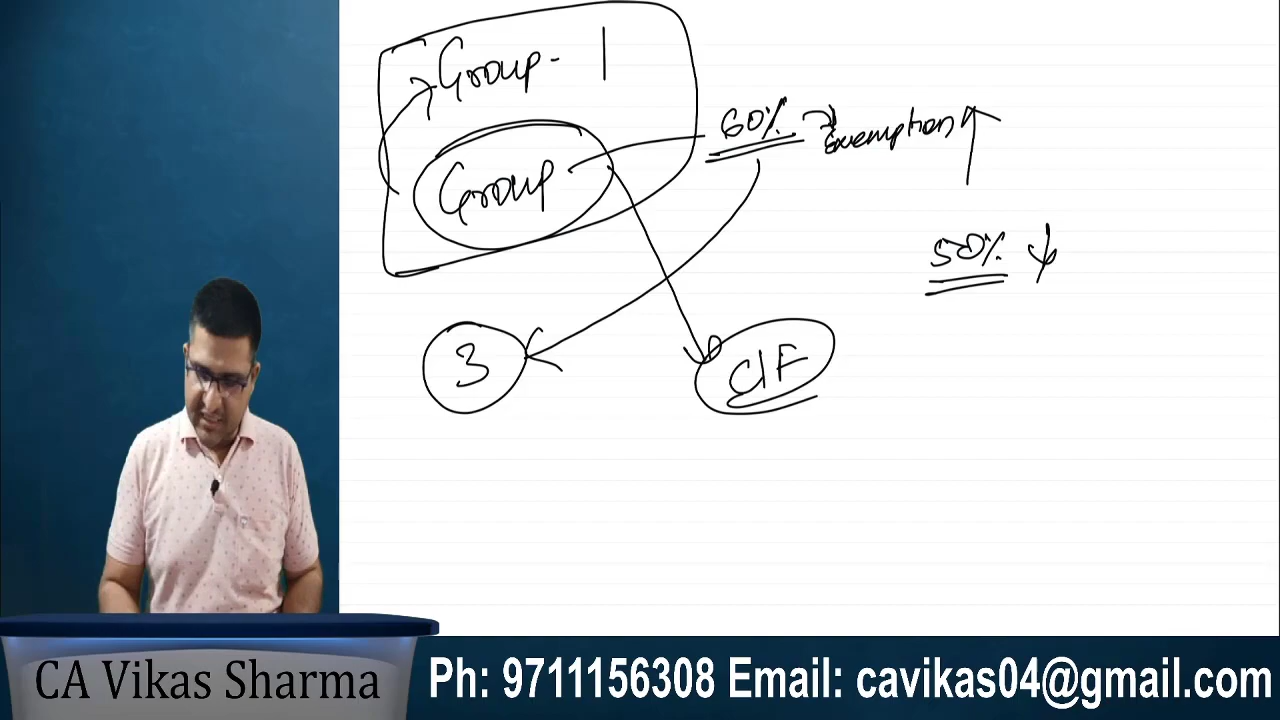 Group - 1
60% → Exemption ↑
Group
50% ↓
3
CIF
CA Vikas Sharma
Ph: 9711156308 Email: cavikas04@gmail.com